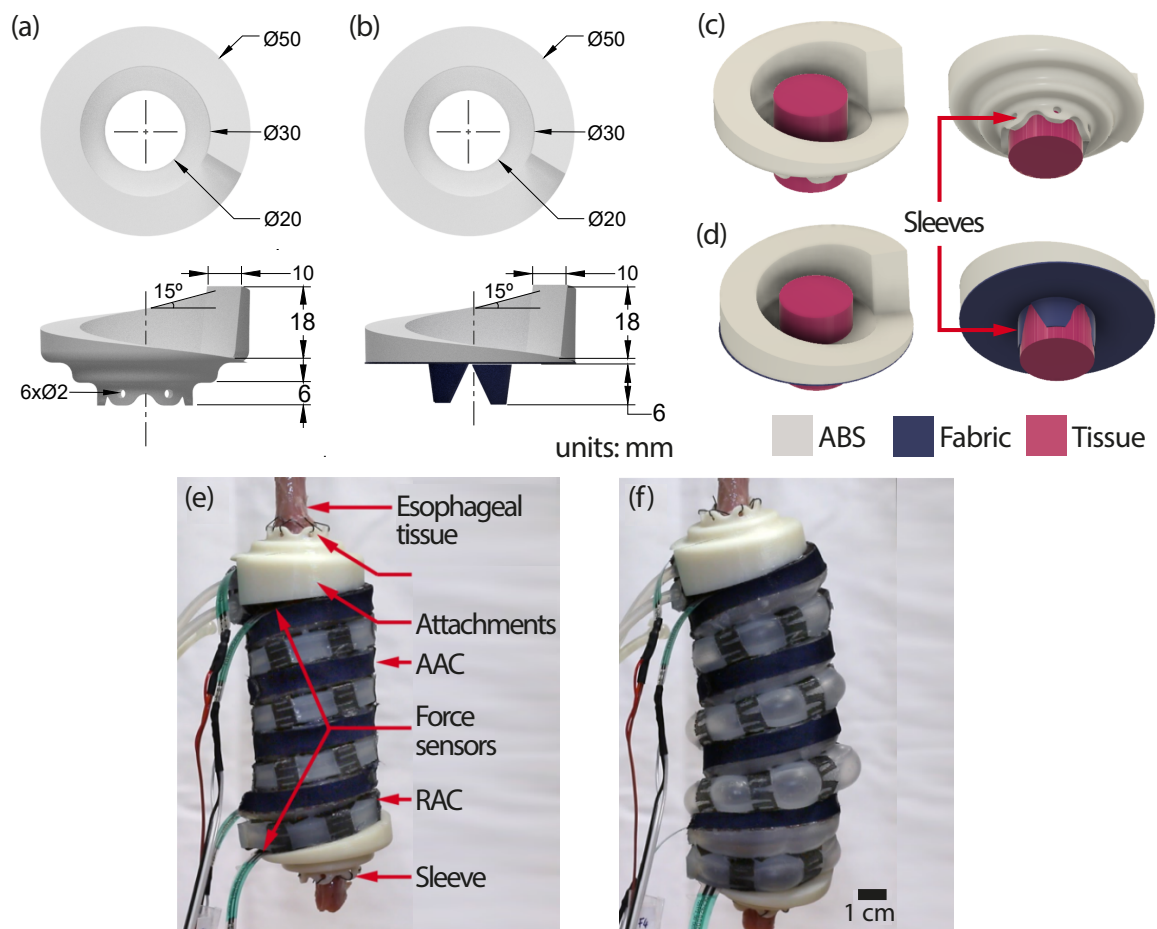 (a)
Ø50
Ø30
Ø20
10
15º
18
6xØ2
6
(b)
Ø50
Ø30
Ø20
10
15º
18
6
units: mm
(c)
Sleeves
(d)
ABS
Fabric
Tissue
(e)
Esophageal
tissue
Attachments
AAC
Force
sensors
RAC
Sleeve
(f)
1 cm